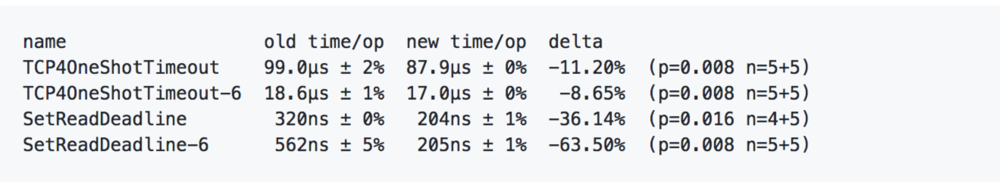 name                  old time/op  new time/op  delta
TCP4OneShotTimeout    99.0µs ± 2%  87.9µs ± 0%  -11.20%  (p=0.008 n=5+5)
TCP4OneShotTimeout-6  18.6µs ± 1%  17.0µs ± 0%   -8.65%  (p=0.008 n=5+5)
SetReadDeadline        320ns ± 0%   204ns ± 1%  -36.14%  (p=0.016 n=4+5)
SetReadDeadline-6      562ns ± 5%   205ns ± 1%  -63.50%  (p=0.008 n=5+5)